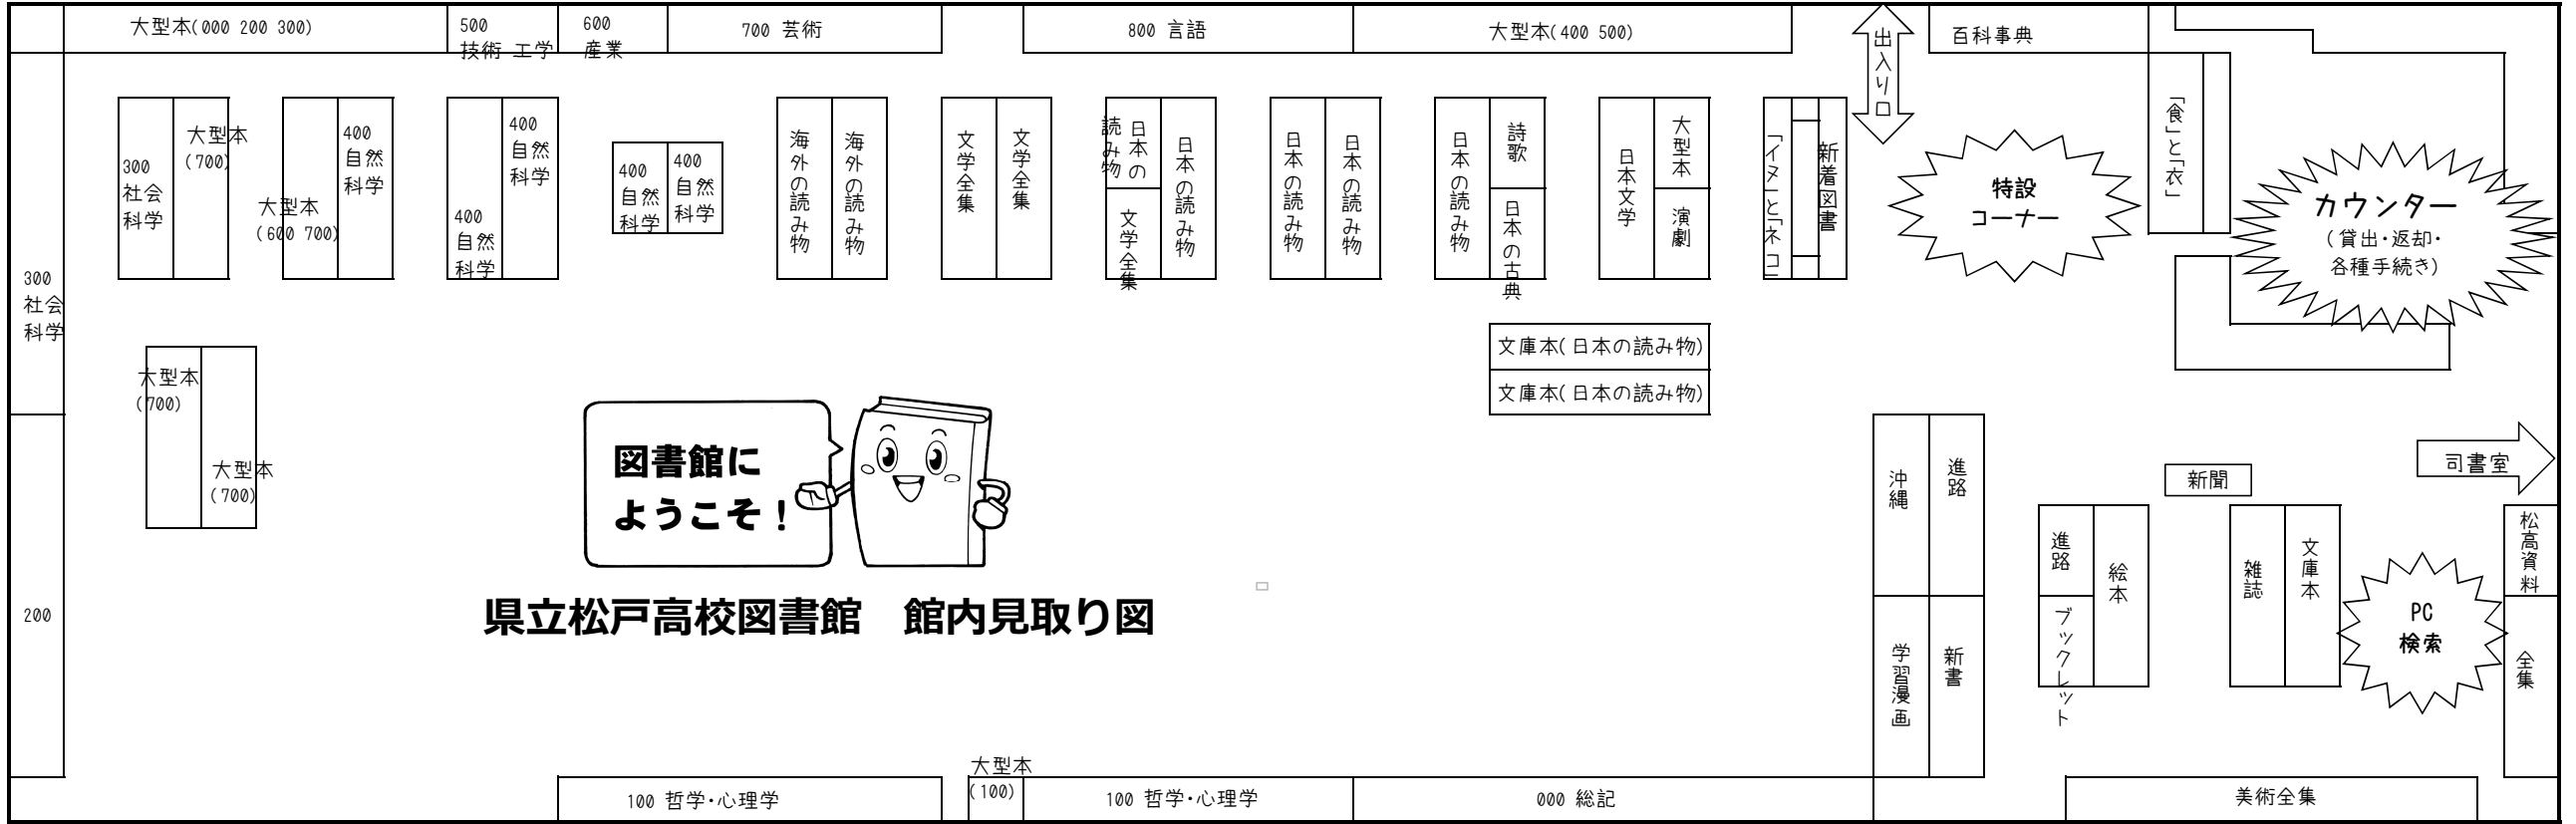 大型本(000 200 300)
500
技術 工学
600
産業
700 芸術
800 言語
大型本(400 500)
出入り口
百科事典
300
社会
科学
大型本
(700)
大型本
(600 700)
400
自然
科学
400
自然
科学
400
自然
科学
400
自然
科学
400
自然
科学
海外の読み物
海外の読み物
文学全集
文学全集
日本の
読み物
文学全集
日本の読み物
日本の読み物
日本の読み物
日本の読み物
詩歌
日本の古典
日本文学
大型本
演劇
「イヌ」と「ネコ」
新着図書
特設
コーナー
「食」と「衣」
カウンター
(貸出・返却・
各種手続き)
300
社会
科学
文庫本(日本の読み物)
文庫本(日本の読み物)
大型本
(700)
大型本
(700)
図書館に
ようこそ!
県立松戸高校図書館 館内見取り図
200
沖縄
進路
学習漫画
新書
新聞
司書室
進路
ブックレット
絵本
雑誌
文庫本
PC
検索
松高資料
全集
100 哲学・心理学
大型本
(100)
100 哲学・心理学
000 総記
美術全集